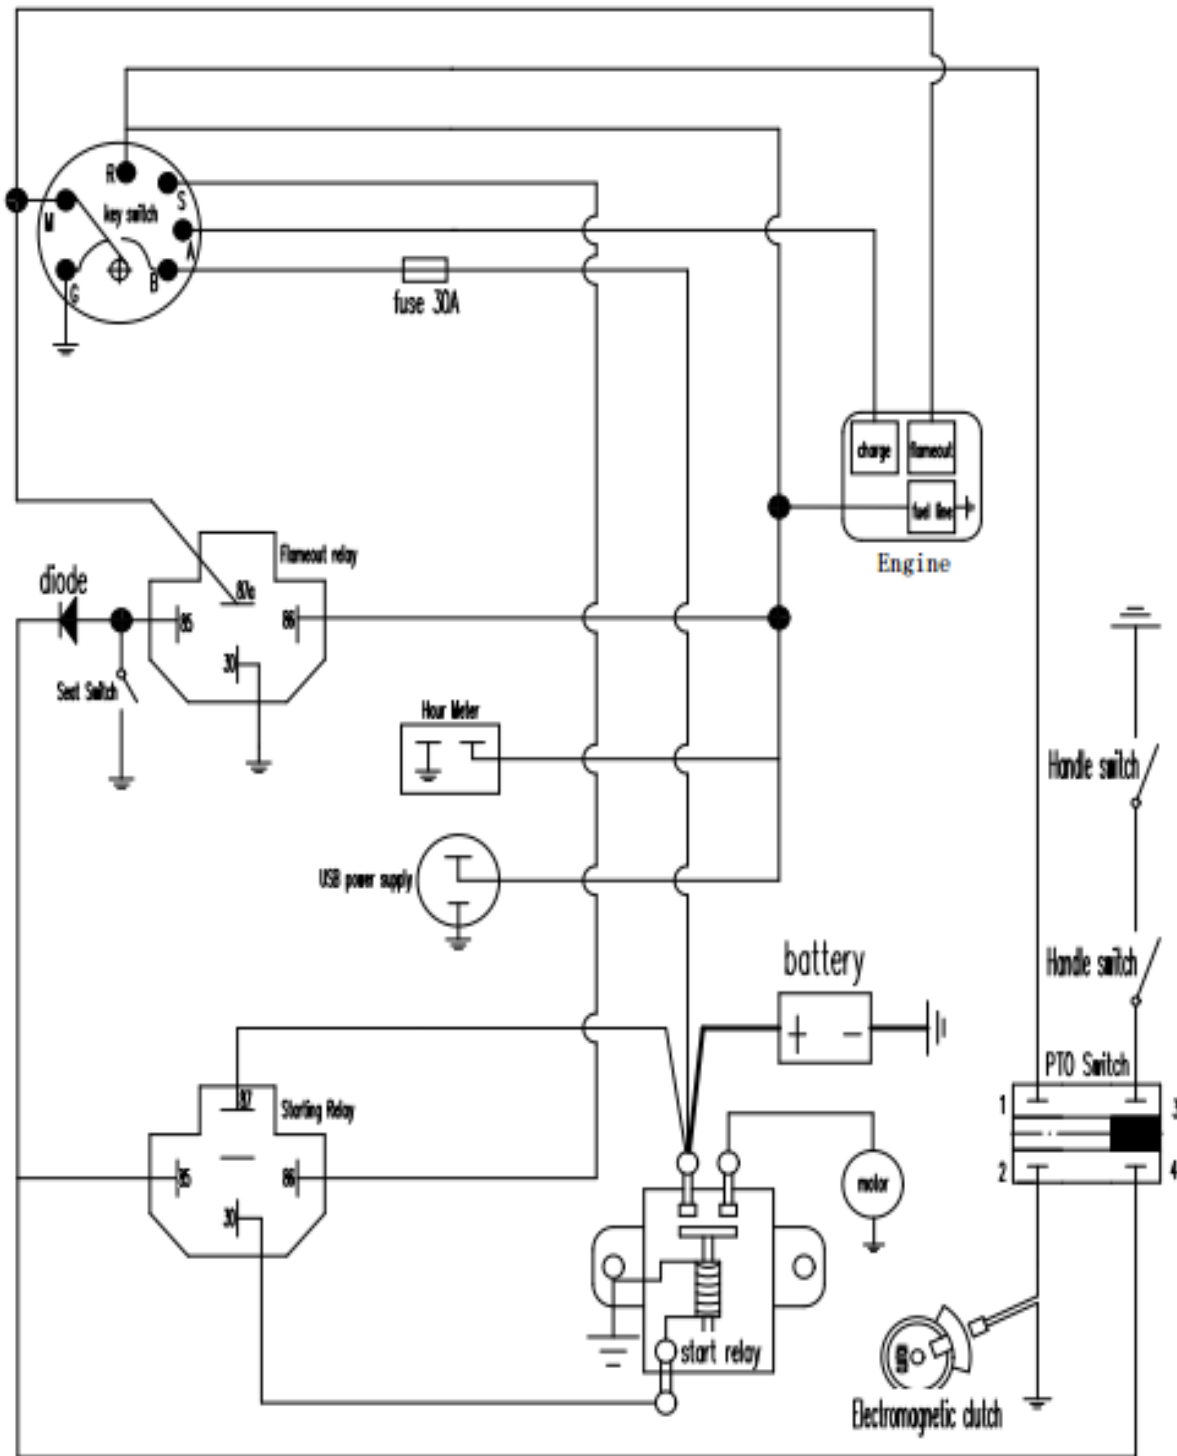 R
S
M
key switch
A
G
B
fuse 30A
charge
flameout
fuel line
Engine
Flameout relay
diode
87a
85
86
30
Seat Switch
Hour Meter
Handle switch
USB power supply
battery
Handle switch
+
-
PTO Switch
87
Starting Relay
1
3
85
86
2
4
motor
30
start relay
Electromagnetic clutch